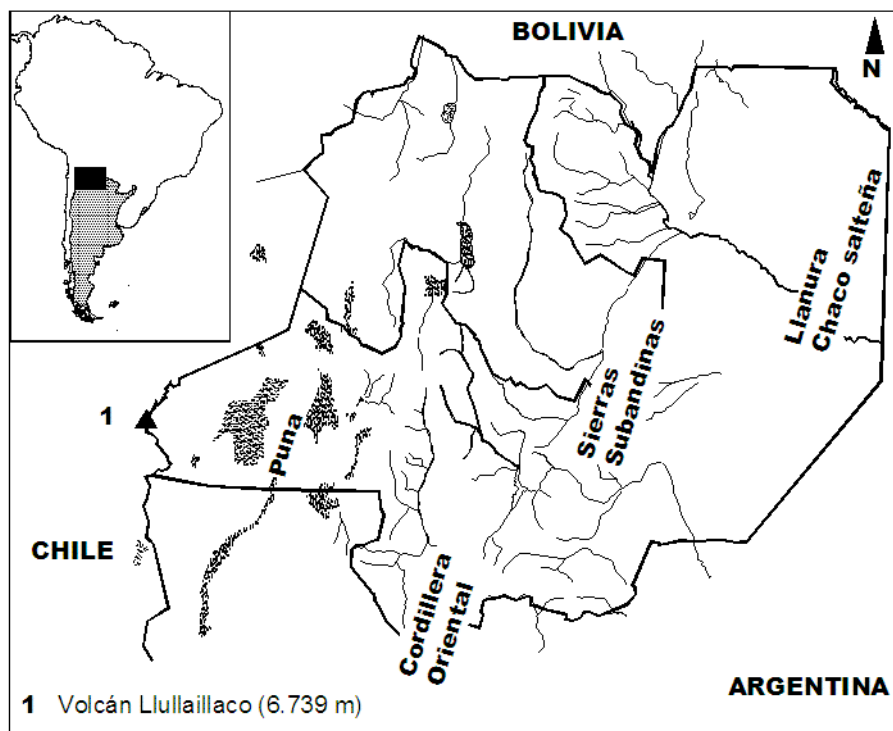 BOLIVIA
N
Llanura
Chaco salteña
Sierras
Subandinas
1
Puna
CHILE
Cordillera
Oriental
ARGENTINA
1 Volcán Llullaillaco (6.739 m)